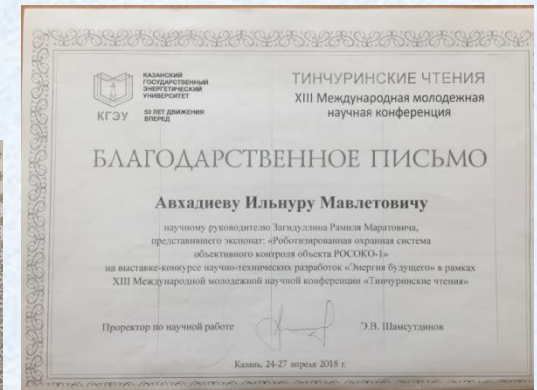 КАЗАНСКИЙ
ГОСУДАРСТВЕННЫЙ
ЭНЕРГЕТИЧЕСКИЙ
УНИВЕРСИТЕТ
КГЭУ
50 ЛЕТ ДВИЖЕНИЯ
ВПЕРЕД
ТИНЧУРИНСКИЕ ЧТЕНИЯ
XIII Международная молодежная
научная конференция
БЛАГОДАРСТВЕННОЕ ПИСЬМО
Авхадиеву Ильнуру Мавлетовичу
научному руководителю Загидуллина Рамиля Маратовича,
представившего экспонат: «Роботизированная охранная система
объективного контроля объекта РОСОКО-1»
на выставке-конкурсе научно-технических разработок «Энергия будущего» в рамках
XIII Международной молодежной научной конференции «Тинчуринские чтения»
Проректор по научной работе Э.В. Шамсутдинов
Казань, 24-27 апреля 2018 г.